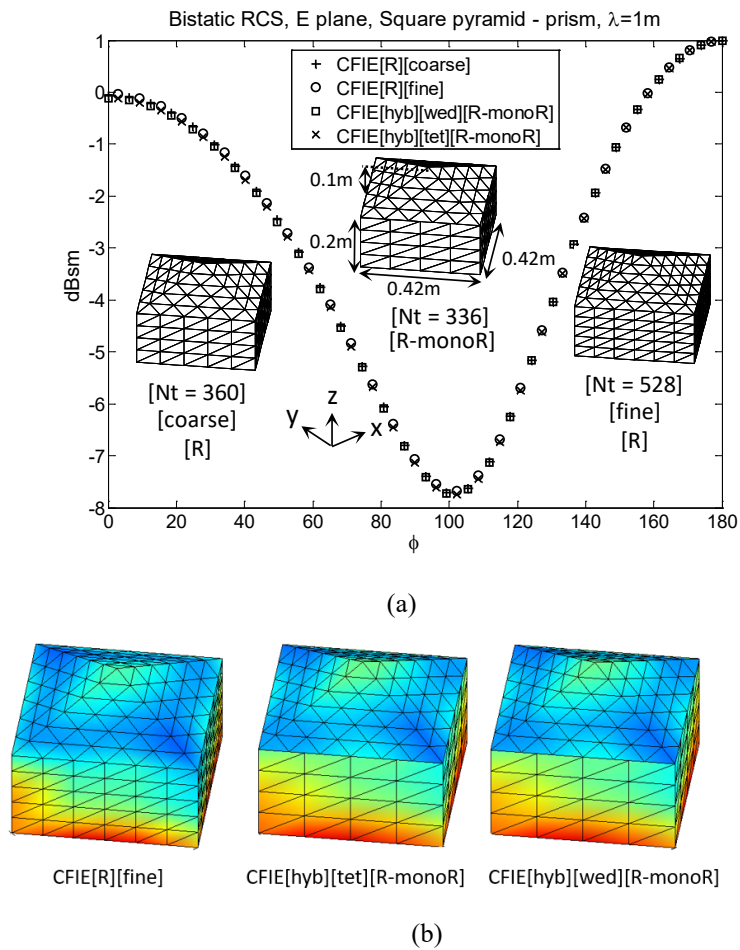 Bistatic RCS, E plane, Square pyramid - prism, λ=1m
CFIE[R][coarse]
CFIE[R][fine]
CFIE[hyb][wed][R-monoR]
CFIE[hyb][tet][R-monoR]
1
0
-1
-2
-3
-4
-5
-6
-7
-8
dBsm
0.1m
0.2m
0.42m
0.42m
[Nt = 336]
[R-monoR]
[Nt = 360]
[coarse]
[R]
[Nt = 528]
[fine]
[R]
z
y
x
0
20
40
60
80
100
120
140
160
180
ϕ
(a)
CFIE[R][fine]
CFIE[hyb][tet][R-monoR]
CFIE[hyb][wed][R-monoR]
(b)